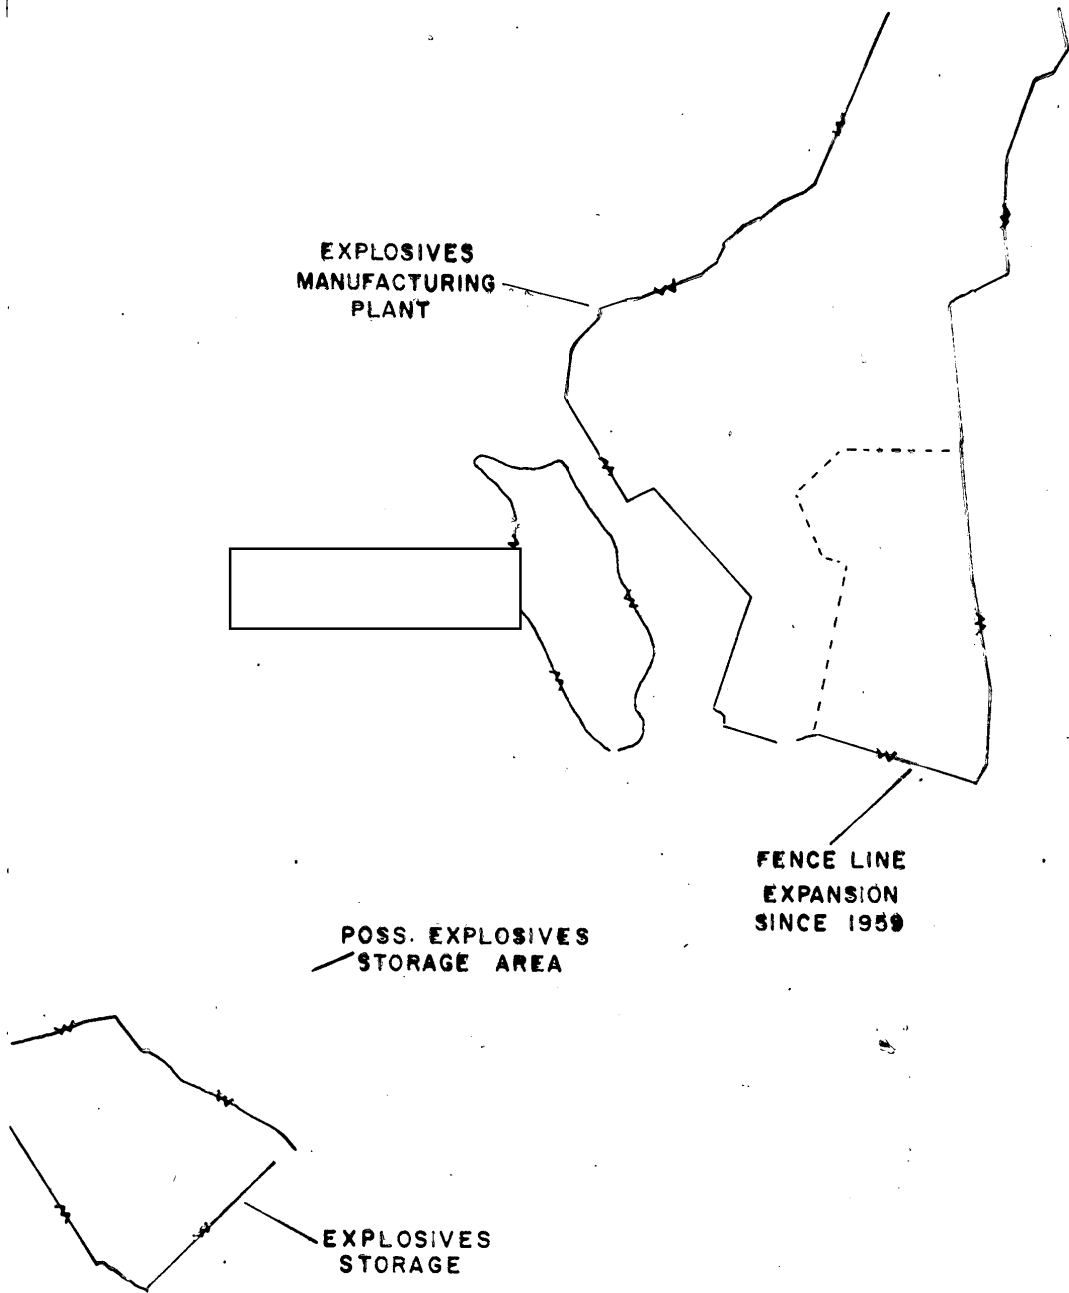 EXPLOSIVES
MANUFACTURING
PLANT
FENCE LINE
EXPANSION
SINCE 1959
POSS. EXPLOSIVES
STORAGE AREA
EXPLOSIVES
STORAGE